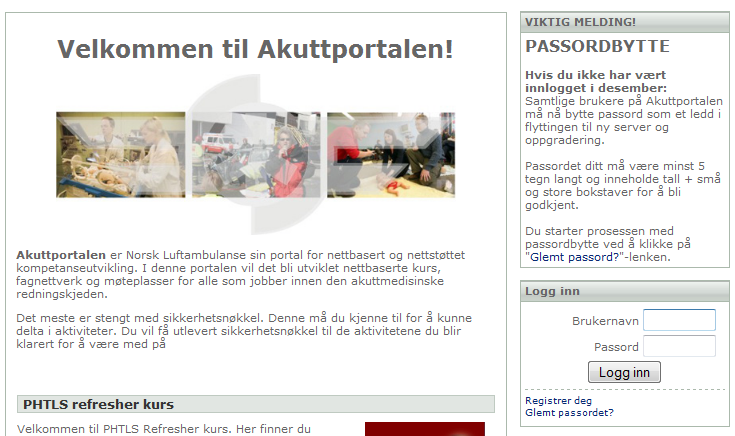 Velkommen til Akuttportalen!
Akuttportalen er Norsk Luftambulanse sin portal for nettbasert og nettstøttet
kompetanseutvikling. I denne portalen vil det bli utviklet nettbaserte kurs,
fagnettverk og møteplasser for alle som jobber innen den akuttmedisinske
redningskjeden.
Det meste er stengt med sikkerhetsnøkkel. Denne må du kjenne til for å kunne
delta i aktiviteter. Du vil få utlevert sikkerhetsnøkkel til de aktivitetene du blir
klarert for å være med på
PHTLS refresher kurs
Velkommen til PHTLS Refresher kurs. Her finner du
VIKTIG MELDING!
PASSORDBYTTE
Hvis du ikke har vært
innlogget i desember:
Samtlige brukere på Akuttportalen
må nå bytte passord som et ledd i
flyttingen til ny server og
oppgradering.
Passordet ditt må være minst 5
tegn langt og inneholde tall + små
og store bokstaver for å bli
godkjent.
Du starter prosessen med
passordbytte ved å klikke på
"Glemt passord?"-lenken.
Logg inn
Brukernavn
Passord
Logg inn
Registrer deg
Glemt passordet?